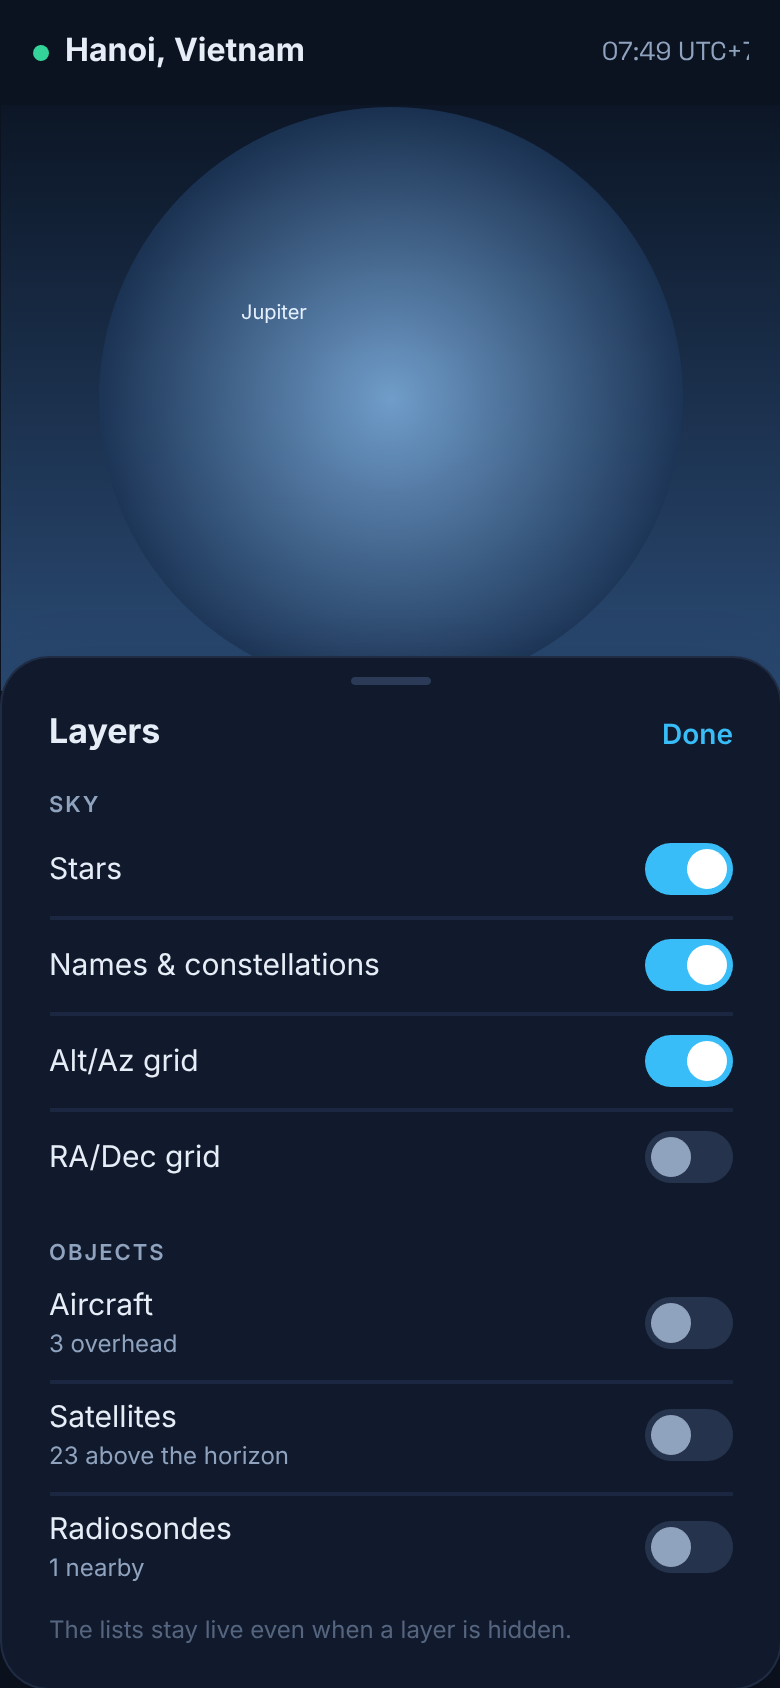 Hanoi, Vietnam
07:49 UTC+7
Jupiter
Layers
Done
SKY
Stars
Names & constellations
Alt/Az grid
RA/Dec grid
OBJECTS
Aircraft
3 overhead
Satellites
23 above the horizon
Radiosondes
1 nearby
The lists stay live even when a layer is hidden.